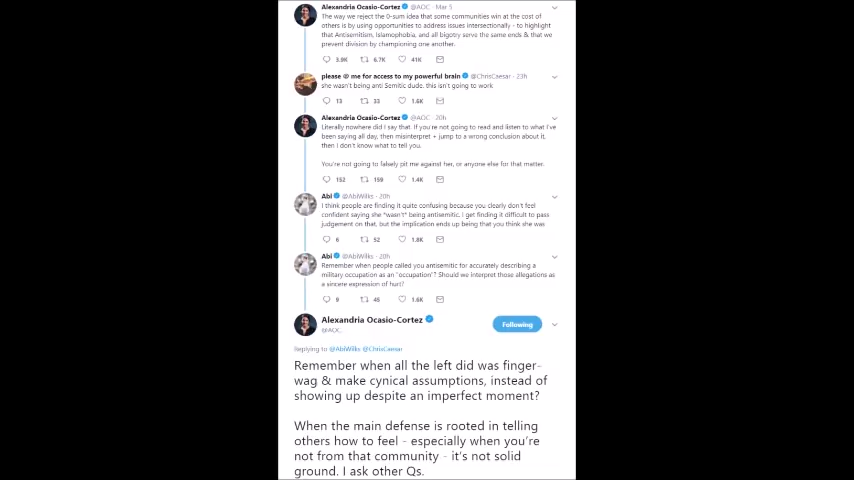 Alexandria Ocasio-Cortez @AOC · Mar 5
The way we reject the 0-sum idea that some communities win at the cost of
others is by using opportunities to address issues intersectionally - to highlight
that Antisemitism, Islamophobia, and all bigotry serve the same ends & that we
prevent division by championing one another.
3.9K 6.7K 41K
please @ me for access to my powerful brain @ChrisCaesar · 23h
she wasn't being anti Semitic dude. this isn't going to work
13 33 1.6K
Alexandria Ocasio-Cortez @AOC · 20h
Literally nowhere did I say that. If you're not going to read and listen to what I've
been saying all day, then misinterpret + jump to a wrong conclusion about it,
then I don't know what to tell you.
You're not going to falsely pit me against her, or anyone else for that matter.
152 159 1.4K
Abi @AbiWilks · 20h
I think people are finding it quite confusing because you clearly don't feel
confident saying she *wasn't* being antisemitic. I get finding it difficult to pass
judgement on that, but the implication ends up being that you think she was
6 52 1.8K
Abi @AbiWilks · 20h
Remember when people called you antisemitic for accurately describing a
military occupation as an "occupation"? Should we interpret those allegations as
a sincere expression of hurt?
9 45 1.6K
Alexandria Ocasio-Cortez
@AOC
Following
Replying to @AbiWilks @ChrisCaesar
Remember when all the left did was finger-
wag & make cynical assumptions, instead of
showing up despite an imperfect moment?
When the main defense is rooted in telling
others how to feel - especially when you're
not from that community - it's not solid
ground. I ask other Qs.